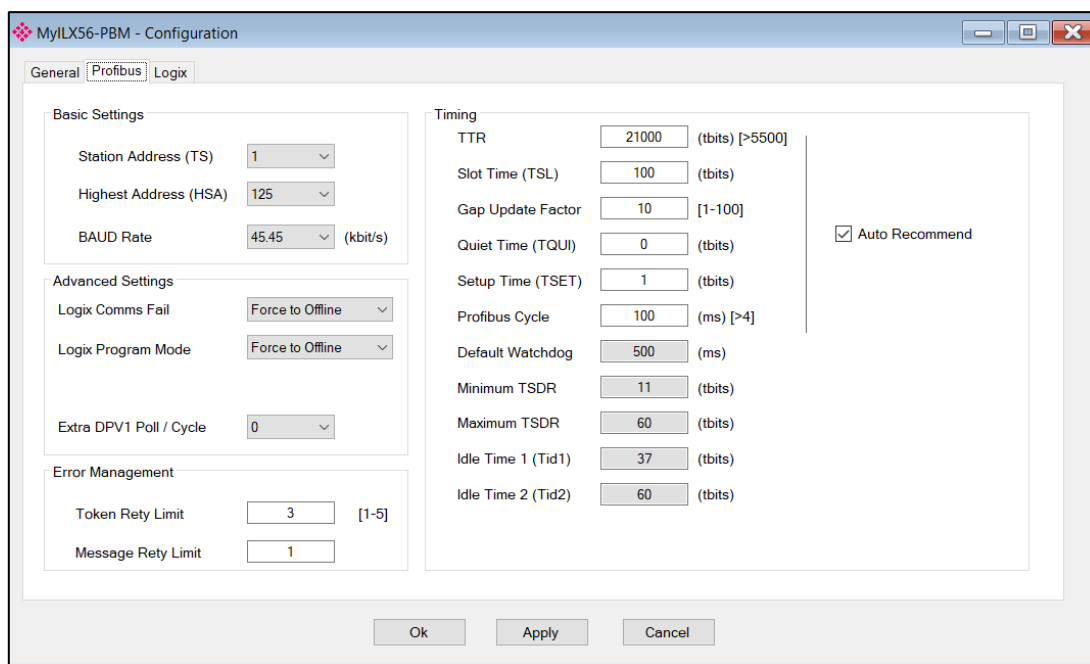 MyILX56-PBM - Configuration
General Profibus Logix
Basic Settings
Station Address (TS) 1
Highest Address (HSA) 125
BAUD Rate 45.45 (kbit/s)
Advanced Settings
Logix Comms Fail Force to Offline
Logix Program Mode Force to Offline
Extra DPV1 Poll / Cycle 0
Error Management
Token Rety Limit 3 [1-5]
Message Rety Limit 1
Timing
TTR 21000 (tbits) [>5500]
Slot Time (TSL) 100 (tbits)
Gap Update Factor 10 [1-100]
Quiet Time (TQUI) 0 (tbits)
Setup Time (TSET) 1 (tbits)
Profibus Cycle 100 (ms) [>4]
Default Watchdog 500 (ms)
Minimum TSDR 11 (tbits)
Maximum TSDR 60 (tbits)
Idle Time 1 (Tid1) 37 (tbits)
Idle Time 2 (Tid2) 60 (tbits)
Auto Recommend
Ok Apply Cancel